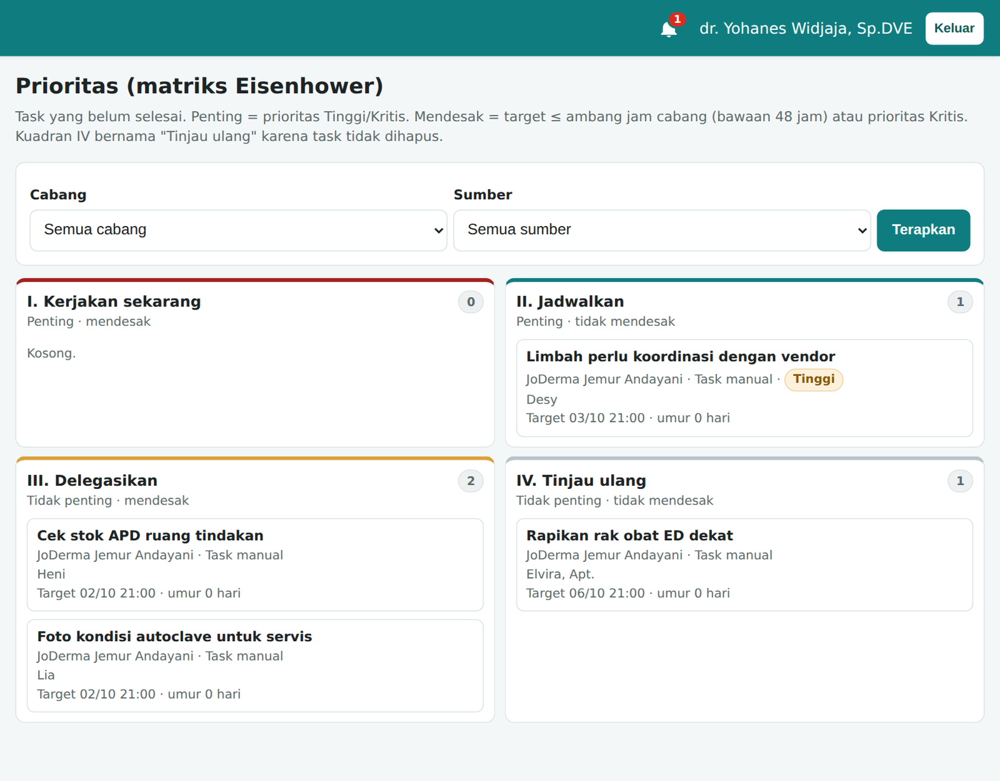 1
dr. Yohanes Widjaja, Sp.DVE
Keluar
Prioritas (matriks Eisenhower)
Task yang belum selesai. Penting = prioritas Tinggi/Kritis. Mendesak = target ≤ ambang jam cabang (bawaan 48 jam) atau prioritas Kritis.
Kuadran IV bernama "Tinjau ulang" karena task tidak dihapus.
Cabang
Semua cabang
Sumber
Semua sumber
Terapkan
I. Kerjakan sekarang
0
Penting · mendesak
Kosong.
II. Jadwalkan
1
Penting · tidak mendesak
Limbah perlu koordinasi dengan vendor
JoDerma Jemur Andayani · Task manual · Tinggi
Desy
Target 03/10 21:00 · umur 0 hari
III. Delegasikan
2
Tidak penting · mendesak
Cek stok APD ruang tindakan
JoDerma Jemur Andayani · Task manual
Heni
Target 02/10 21:00 · umur 0 hari
Foto kondisi autoclave untuk servis
JoDerma Jemur Andayani · Task manual
Lia
Target 02/10 21:00 · umur 0 hari
IV. Tinjau ulang
1
Tidak penting · tidak mendesak
Rapikan rak obat ED dekat
JoDerma Jemur Andayani · Task manual
Elvira, Apt.
Target 06/10 21:00 · umur 0 hari